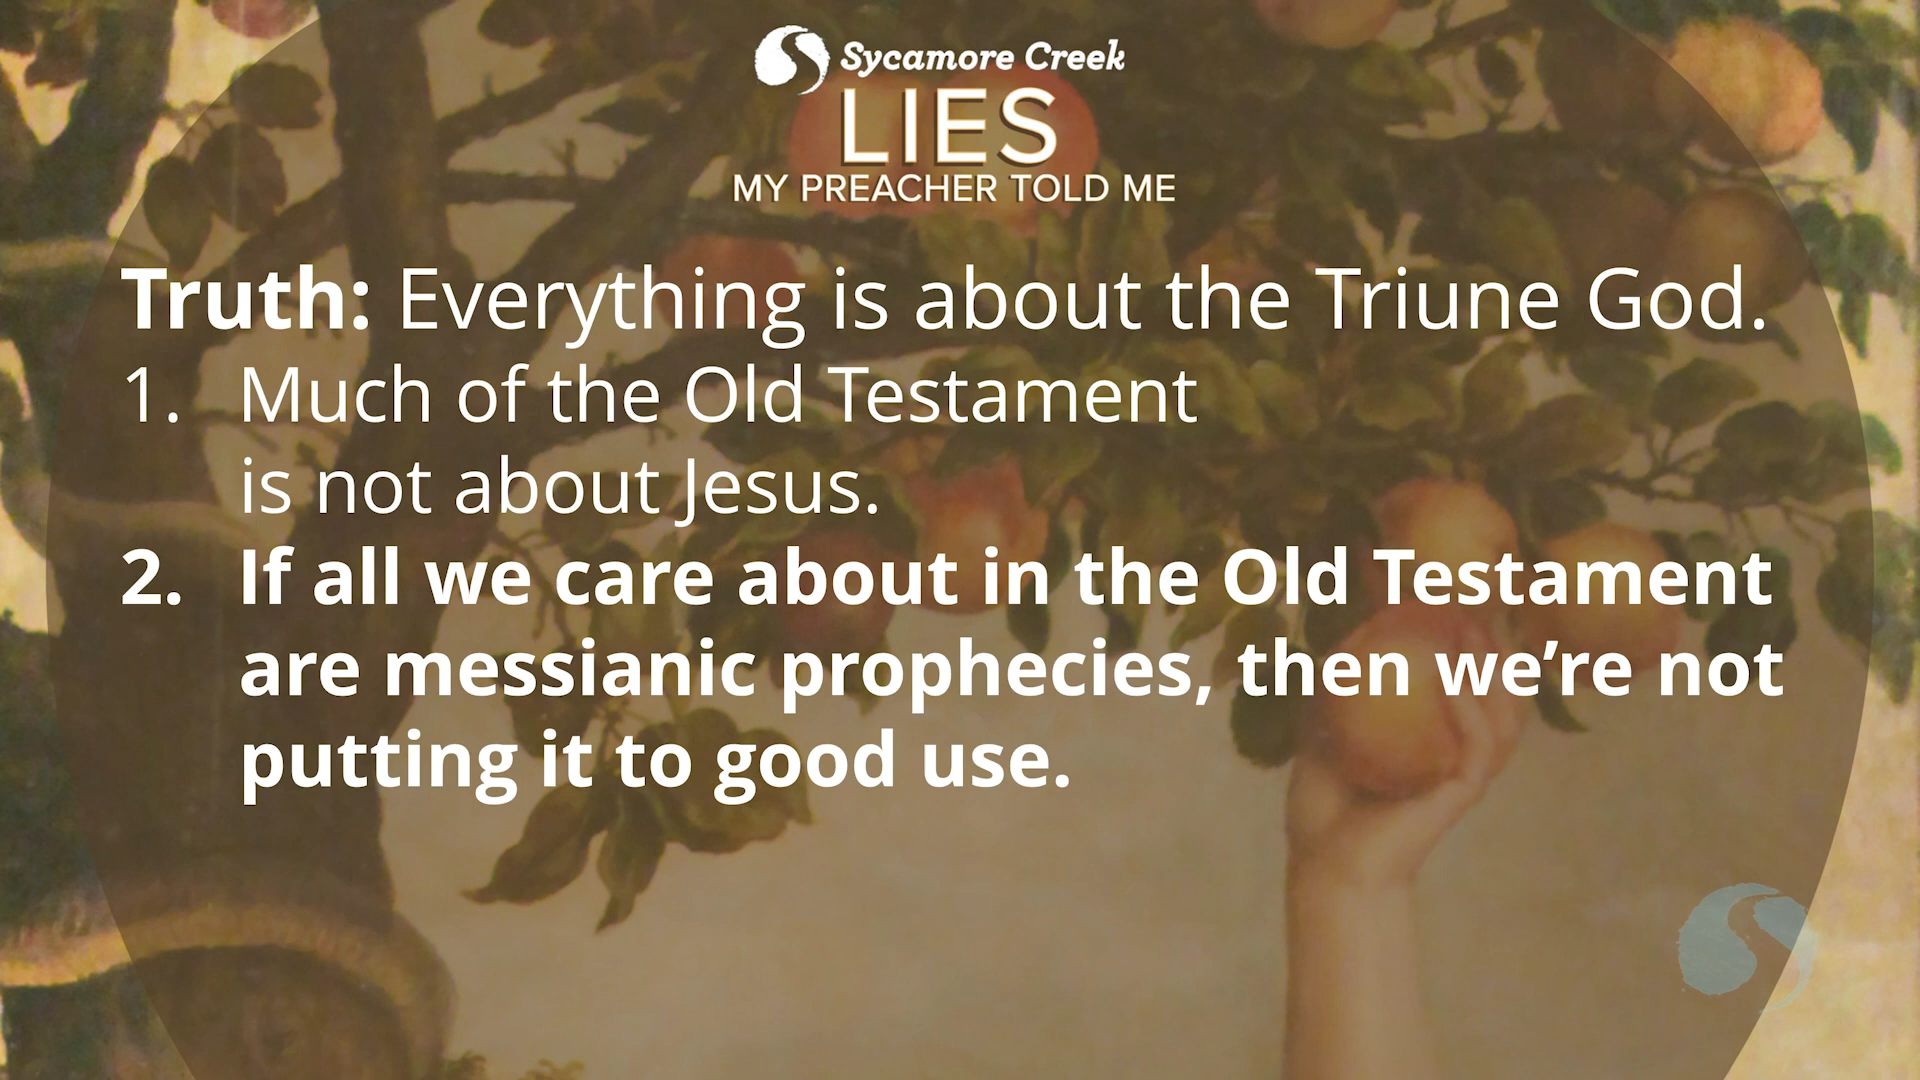 Sycamore Creek
LIES
MY PREACHER TOLD ME
Truth: Everything is about the Triune God.
1. Much of the Old Testament
is not about Jesus.
2. If all we care about in the Old Testament
are messianic prophecies, then we’re not
putting it to good use.